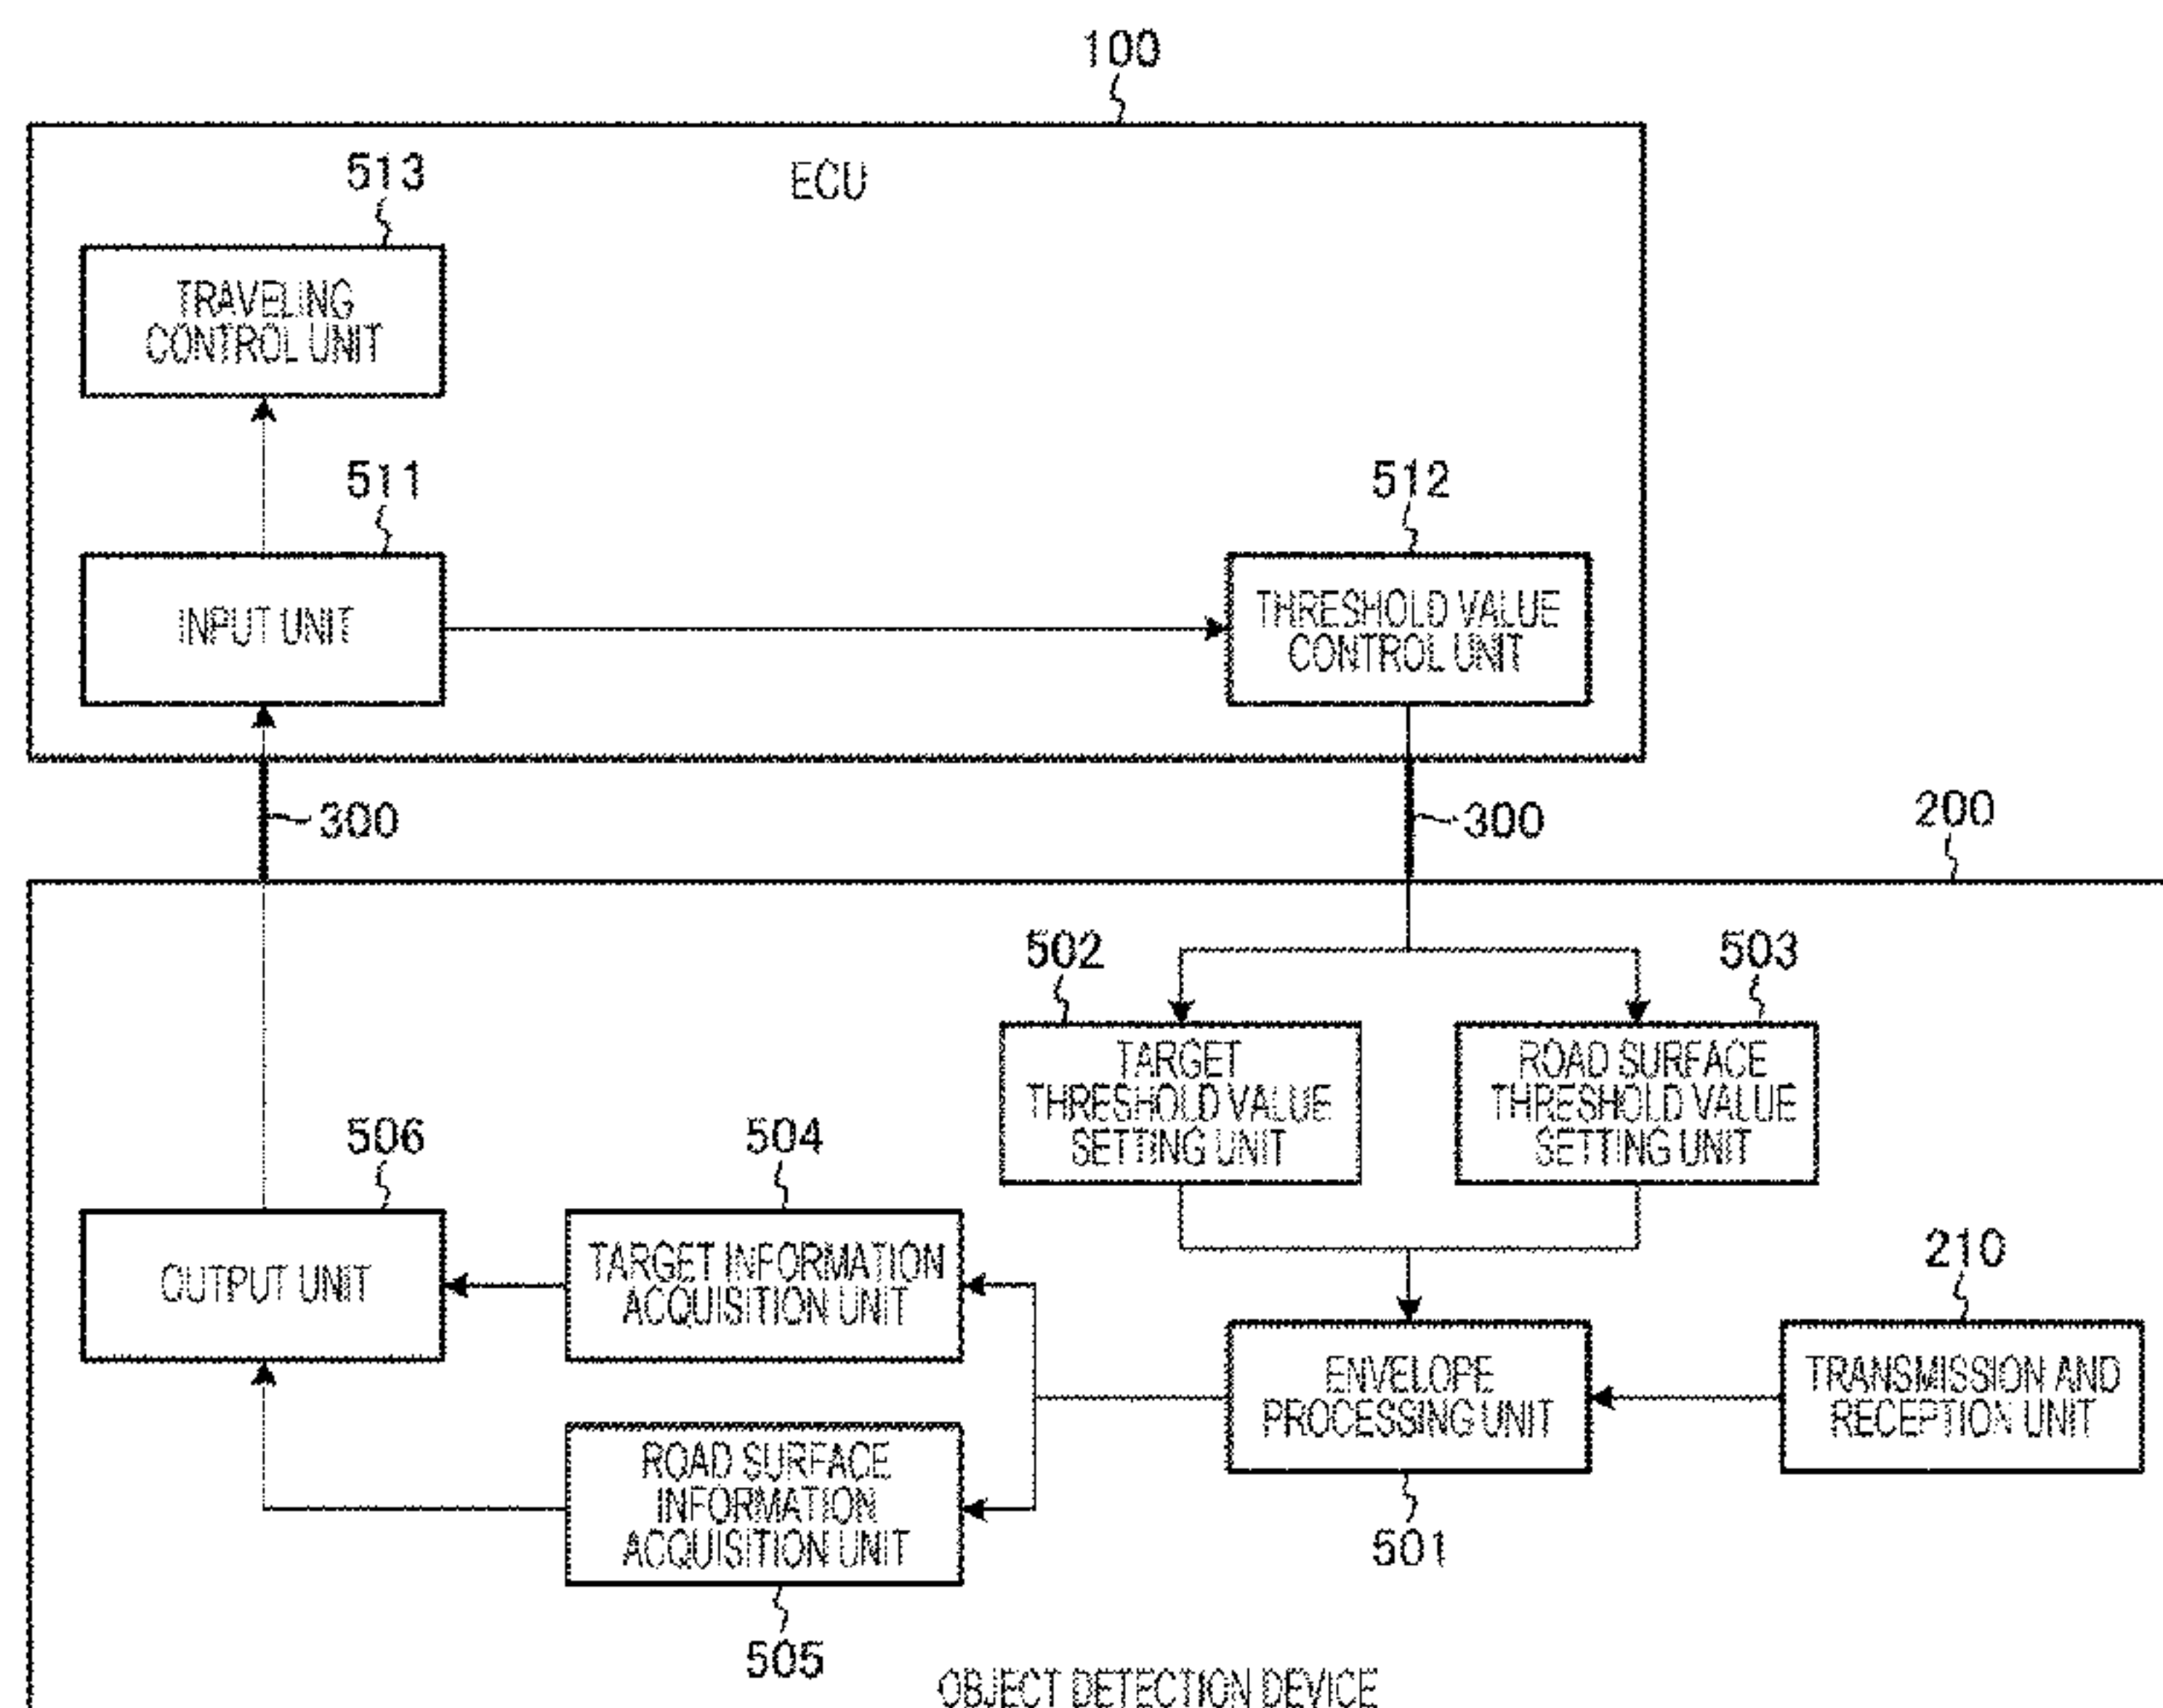 100
ECU
513
TRAVELING
CONTROL UNIT
511
512
INPUT UNIT
THRESHOLD VALUE
CONTROL UNIT
300
300
200
502
503
TARGET
THRESHOLD VALUE
SETTING UNIT
ROAD SURFACE
THRESHOLD VALUE
SETTING UNIT
506
504
210
OUTPUT UNIT
TARGET INFORMATION
ACQUISITION UNIT
ENVELOPE
PROCESSING UNIT
TRANSMISSION AND
RECEPTION UNIT
ROAD SURFACE
INFORMATION
ACQUISITION UNIT
501
505
OBJECT DETECTION DEVICE